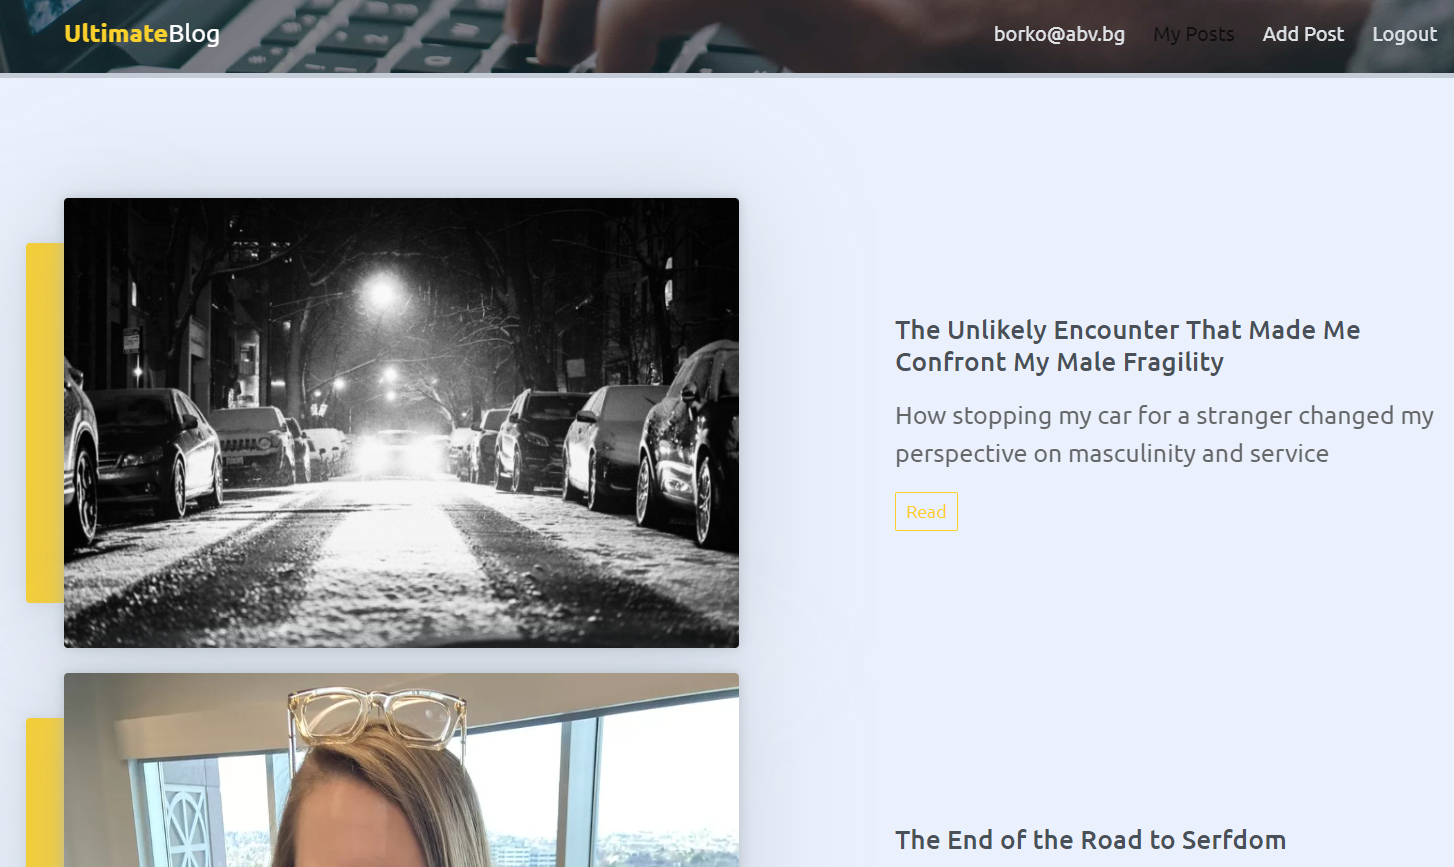 UltimateBlog
borko@abv.bg My Posts Add Post Logout
The Unlikely Encounter That Made Me
Confront My Male Fragility
How stopping my car for a stranger changed my
perspective on masculinity and service
Read
The End of the Road to Serfdom